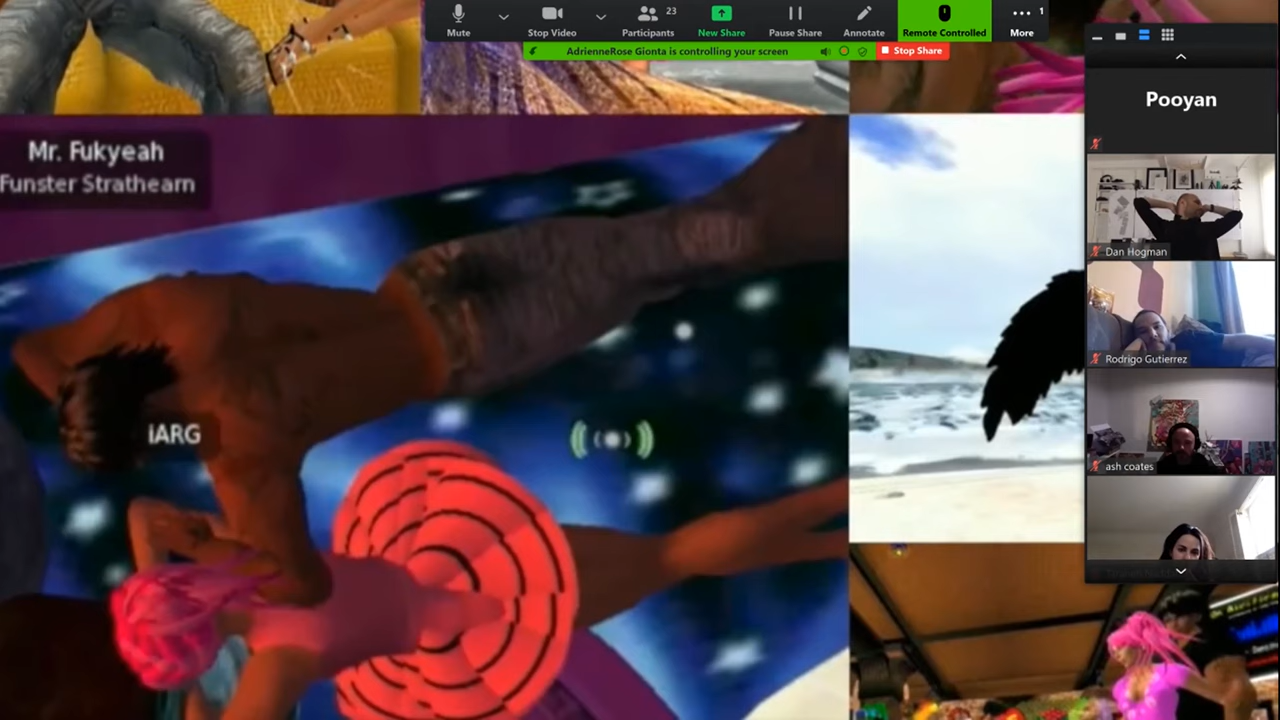 23
1
Mute
Stop Video
Participants
New Share
Pause Share
Annotate
Remote Controlled
More
AdrienneRose Gionta is controlling your screen
Stop Share
Pooyan
Mr. Fukyeah
Funster Strathearn
Dan Hogman
Rodrigo Gutierrez
iARG
ash coates